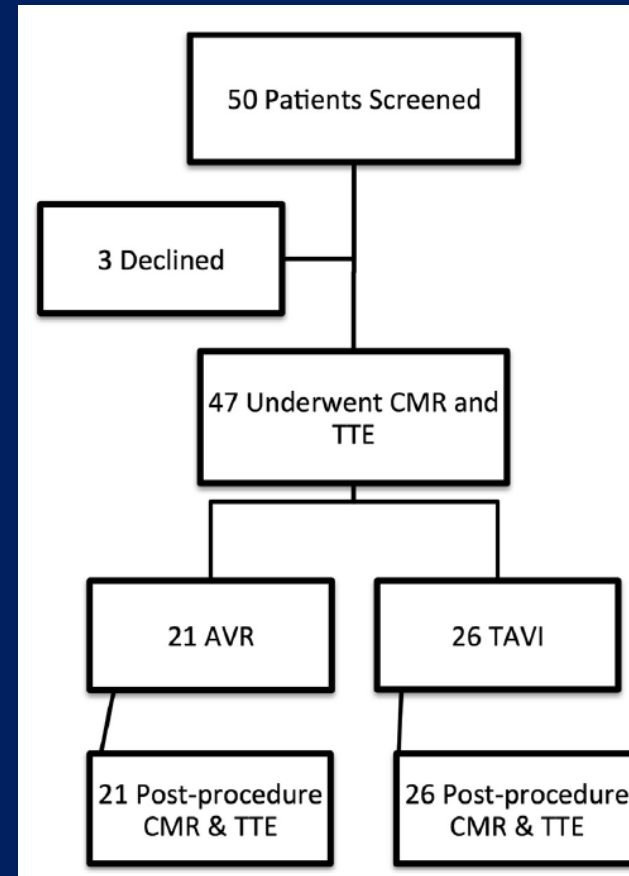 50 Patients Screened
3 Declined
47 Underwent CMR and
TTE
21 AVR
26 TAVI
21 Post-procedure
CMR & TTE
26 Post-procedure
CMR & TTE